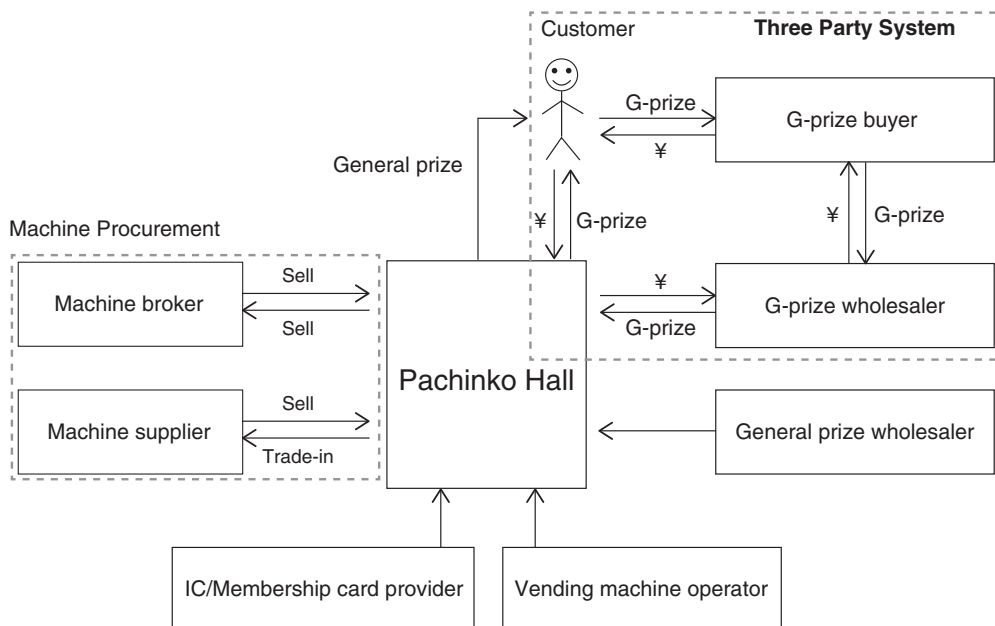 Customer
Three Party System
G-prize
¥
G-prize buyer
General prize
¥
G-prize
¥
G-prize
Machine Procurement
Machine broker
Sell
Sell
¥
G-prize
G-prize wholesaler
Pachinko Hall
Machine supplier
Sell
Trade-in
General prize wholesaler
IC/Membership card provider
Vending machine operator